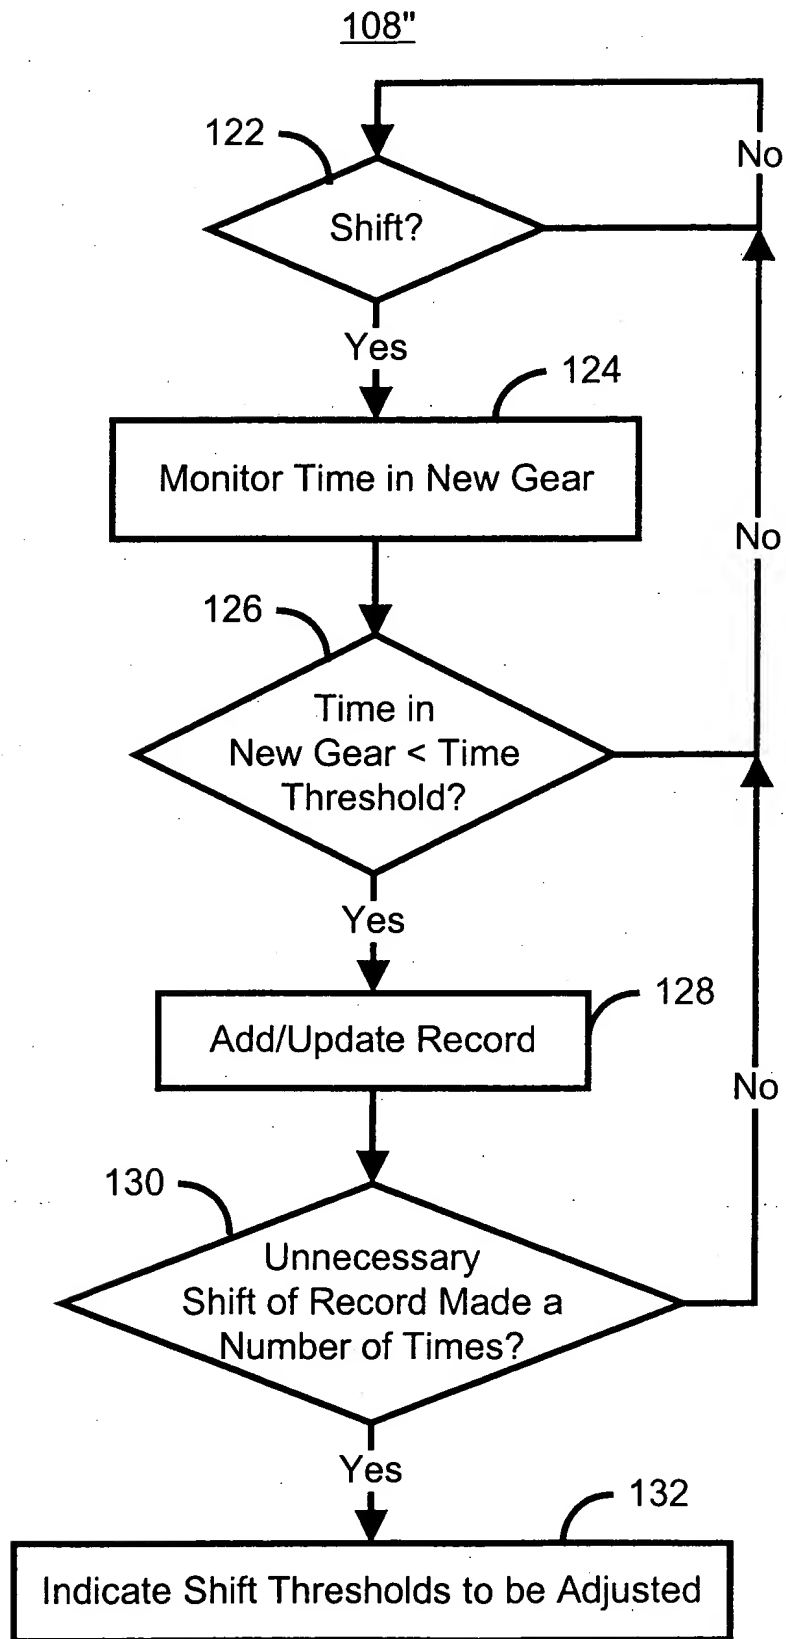 108"
122
No
Shift?
Yes
124
Monitor Time in New Gear
No
126
Time in
New Gear < Time
Threshold?
Yes
128
Add/Update Record
No
130
Unnecessary
Shift of Record Made a
Number of Times?
Yes
132
Indicate Shift Thresholds to be Adjusted